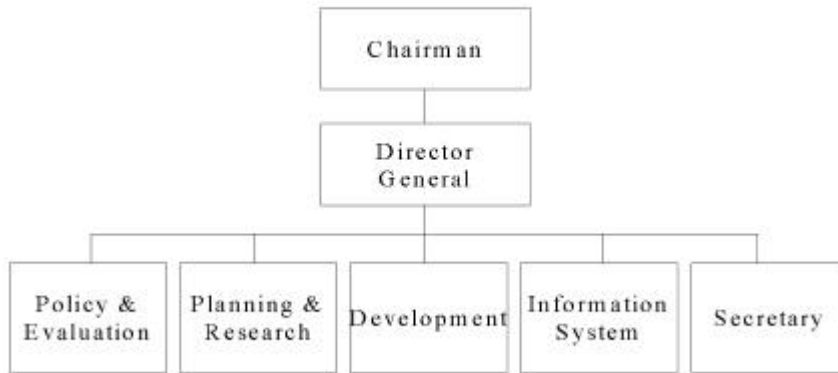 Chairman
Director
General
Policy &
Evaluation
Planning &
Research
Development
Information
System
Secretary